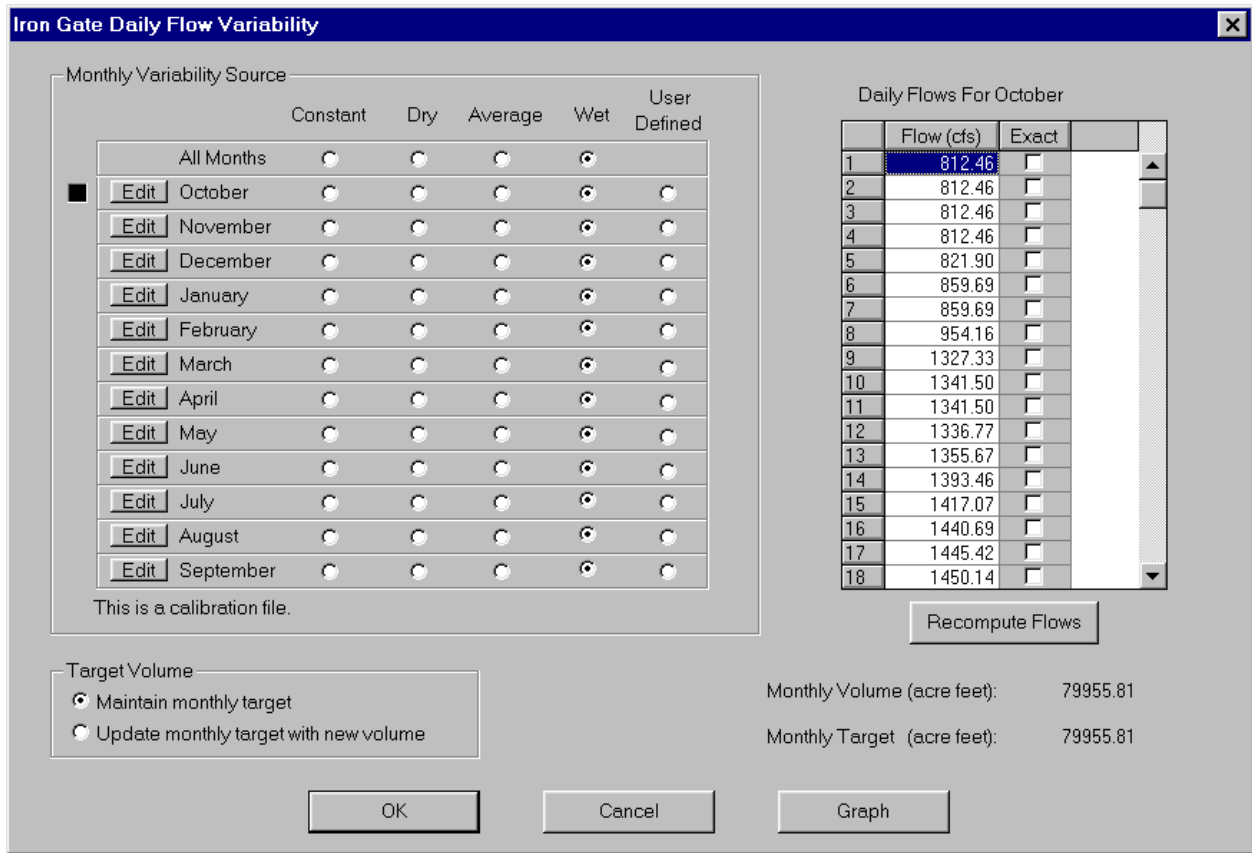 Iron Gate Daily Flow Variability
Monthly Variability Source
Constant Dry Average Wet User Defined
All Months
Edit October
Edit November
Edit December
Edit January
Edit February
Edit March
Edit April
Edit May
Edit June
Edit July
Edit August
Edit September
This is a calibration file.
Target Volume
Maintain monthly target
Update monthly target with new volume
Daily Flows For October
Flow (cfs) Exact
1 812.46
2 812.46
3 812.46
4 812.46
5 821.90
6 859.69
7 859.69
8 954.16
9 1327.33
10 1341.50
11 1341.50
12 1336.77
13 1355.67
14 1393.46
15 1417.07
16 1440.69
17 1445.42
18 1450.14
Recompute Flows
Monthly Volume (acre feet): 79955.81
Monthly Target (acre feet): 79955.81
OK Cancel Graph